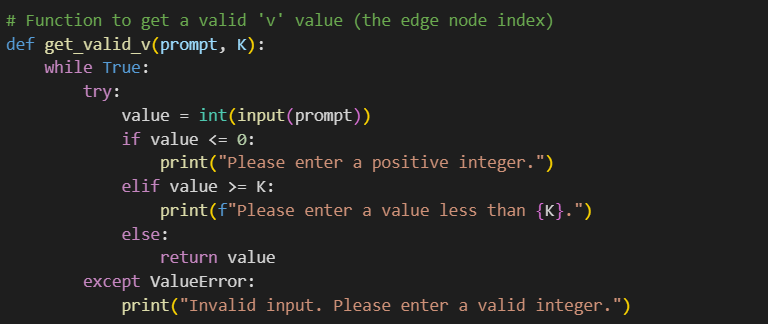 # Function to get a valid 'v' value (the edge node index)
def get_valid_v(prompt, K):
    while True:
        try:
            value = int(input(prompt))
            if value <= 0:
                print("Please enter a positive integer.")
            elif value >= K:
                print(f"Please enter a value less than {K}.")
            else:
                return value
        except ValueError:
            print("Invalid input. Please enter a valid integer.")